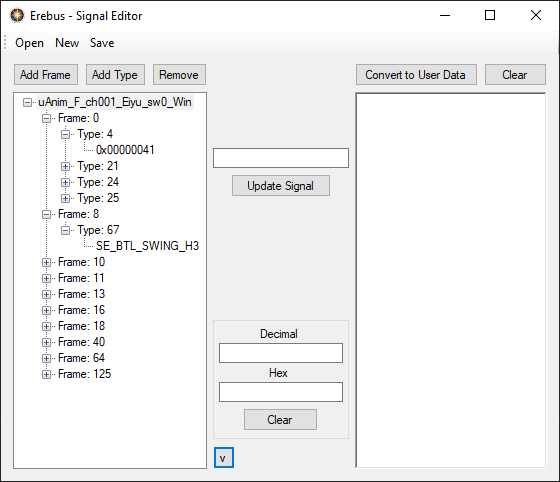 Erebus - Signal Editor
Open New Save
Add Frame Add Type Remove Convert to User Data Clear
uAnim_F_ch001_Eiyu_sw0_Win
Frame: 0
Type: 4
0x00000041
Type: 21
Type: 24
Type: 25
Frame: 8
Type: 67
SE_BTL_SWING_H3
Frame: 10
Frame: 11
Frame: 13
Frame: 16
Frame: 18
Frame: 40
Frame: 64
Frame: 125
Update Signal
Decimal
Hex
Clear
v